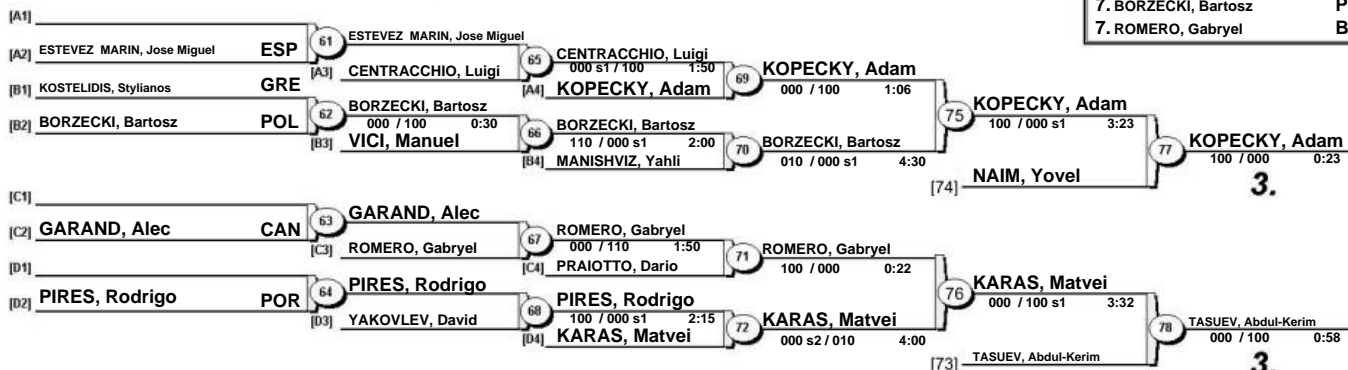 7. BORZECKI, Bartosz P
7. ROMERO, Gabryel B
[A1]
[A2] ESTEVEZ MARIN, Jose Miguel ESP
61
ESTEVEZ MARIN, Jose Miguel
[A3] CENTRACCHIO, Luigi
65
CENTRACCHIO, Luigi
000 s1 / 100 1:50
[A4] KOPECKY, Adam
69
KOPECKY, Adam
000 / 100 1:06
[B1] KOSTELIDIS, Stylianos GRE
[B2] BORZECKI, Bartosz POL
62
BORZECKI, Bartosz
000 / 100 0:30
[B3] VICI, Manuel
66
BORZECKI, Bartosz
110 / 000 s1 2:00
[B4] MANISHVIZ, Yahli
70
BORZECKI, Bartosz
010 / 000 s1 4:30
75
KOPECKY, Adam
100 / 000 s1 3:23
[74] NAIM, Yovel
77
KOPECKY, Adam
100 / 000 0:23
3.
[C1]
[C2] GARAND, Alec CAN
63
GARAND, Alec
[C3] ROMERO, Gabryel
67
ROMERO, Gabryel
000 / 110 1:50
[C4] PRAIOTTO, Dario
71
ROMERO, Gabryel
100 / 000 0:22
[D1]
[D2] PIRES, Rodrigo POR
64
PIRES, Rodrigo
[D3] YAKOVLEV, David
68
PIRES, Rodrigo
100 / 000 s1 2:15
[D4] KARAS, Matvei
72
KARAS, Matvei
000 s2 / 010 4:00
76
KARAS, Matvei
000 / 100 s1 3:32
[73] TASUEV, Abdul-Kerim
78
TASUEV, Abdul-Kerim
000 / 100 0:58
3.